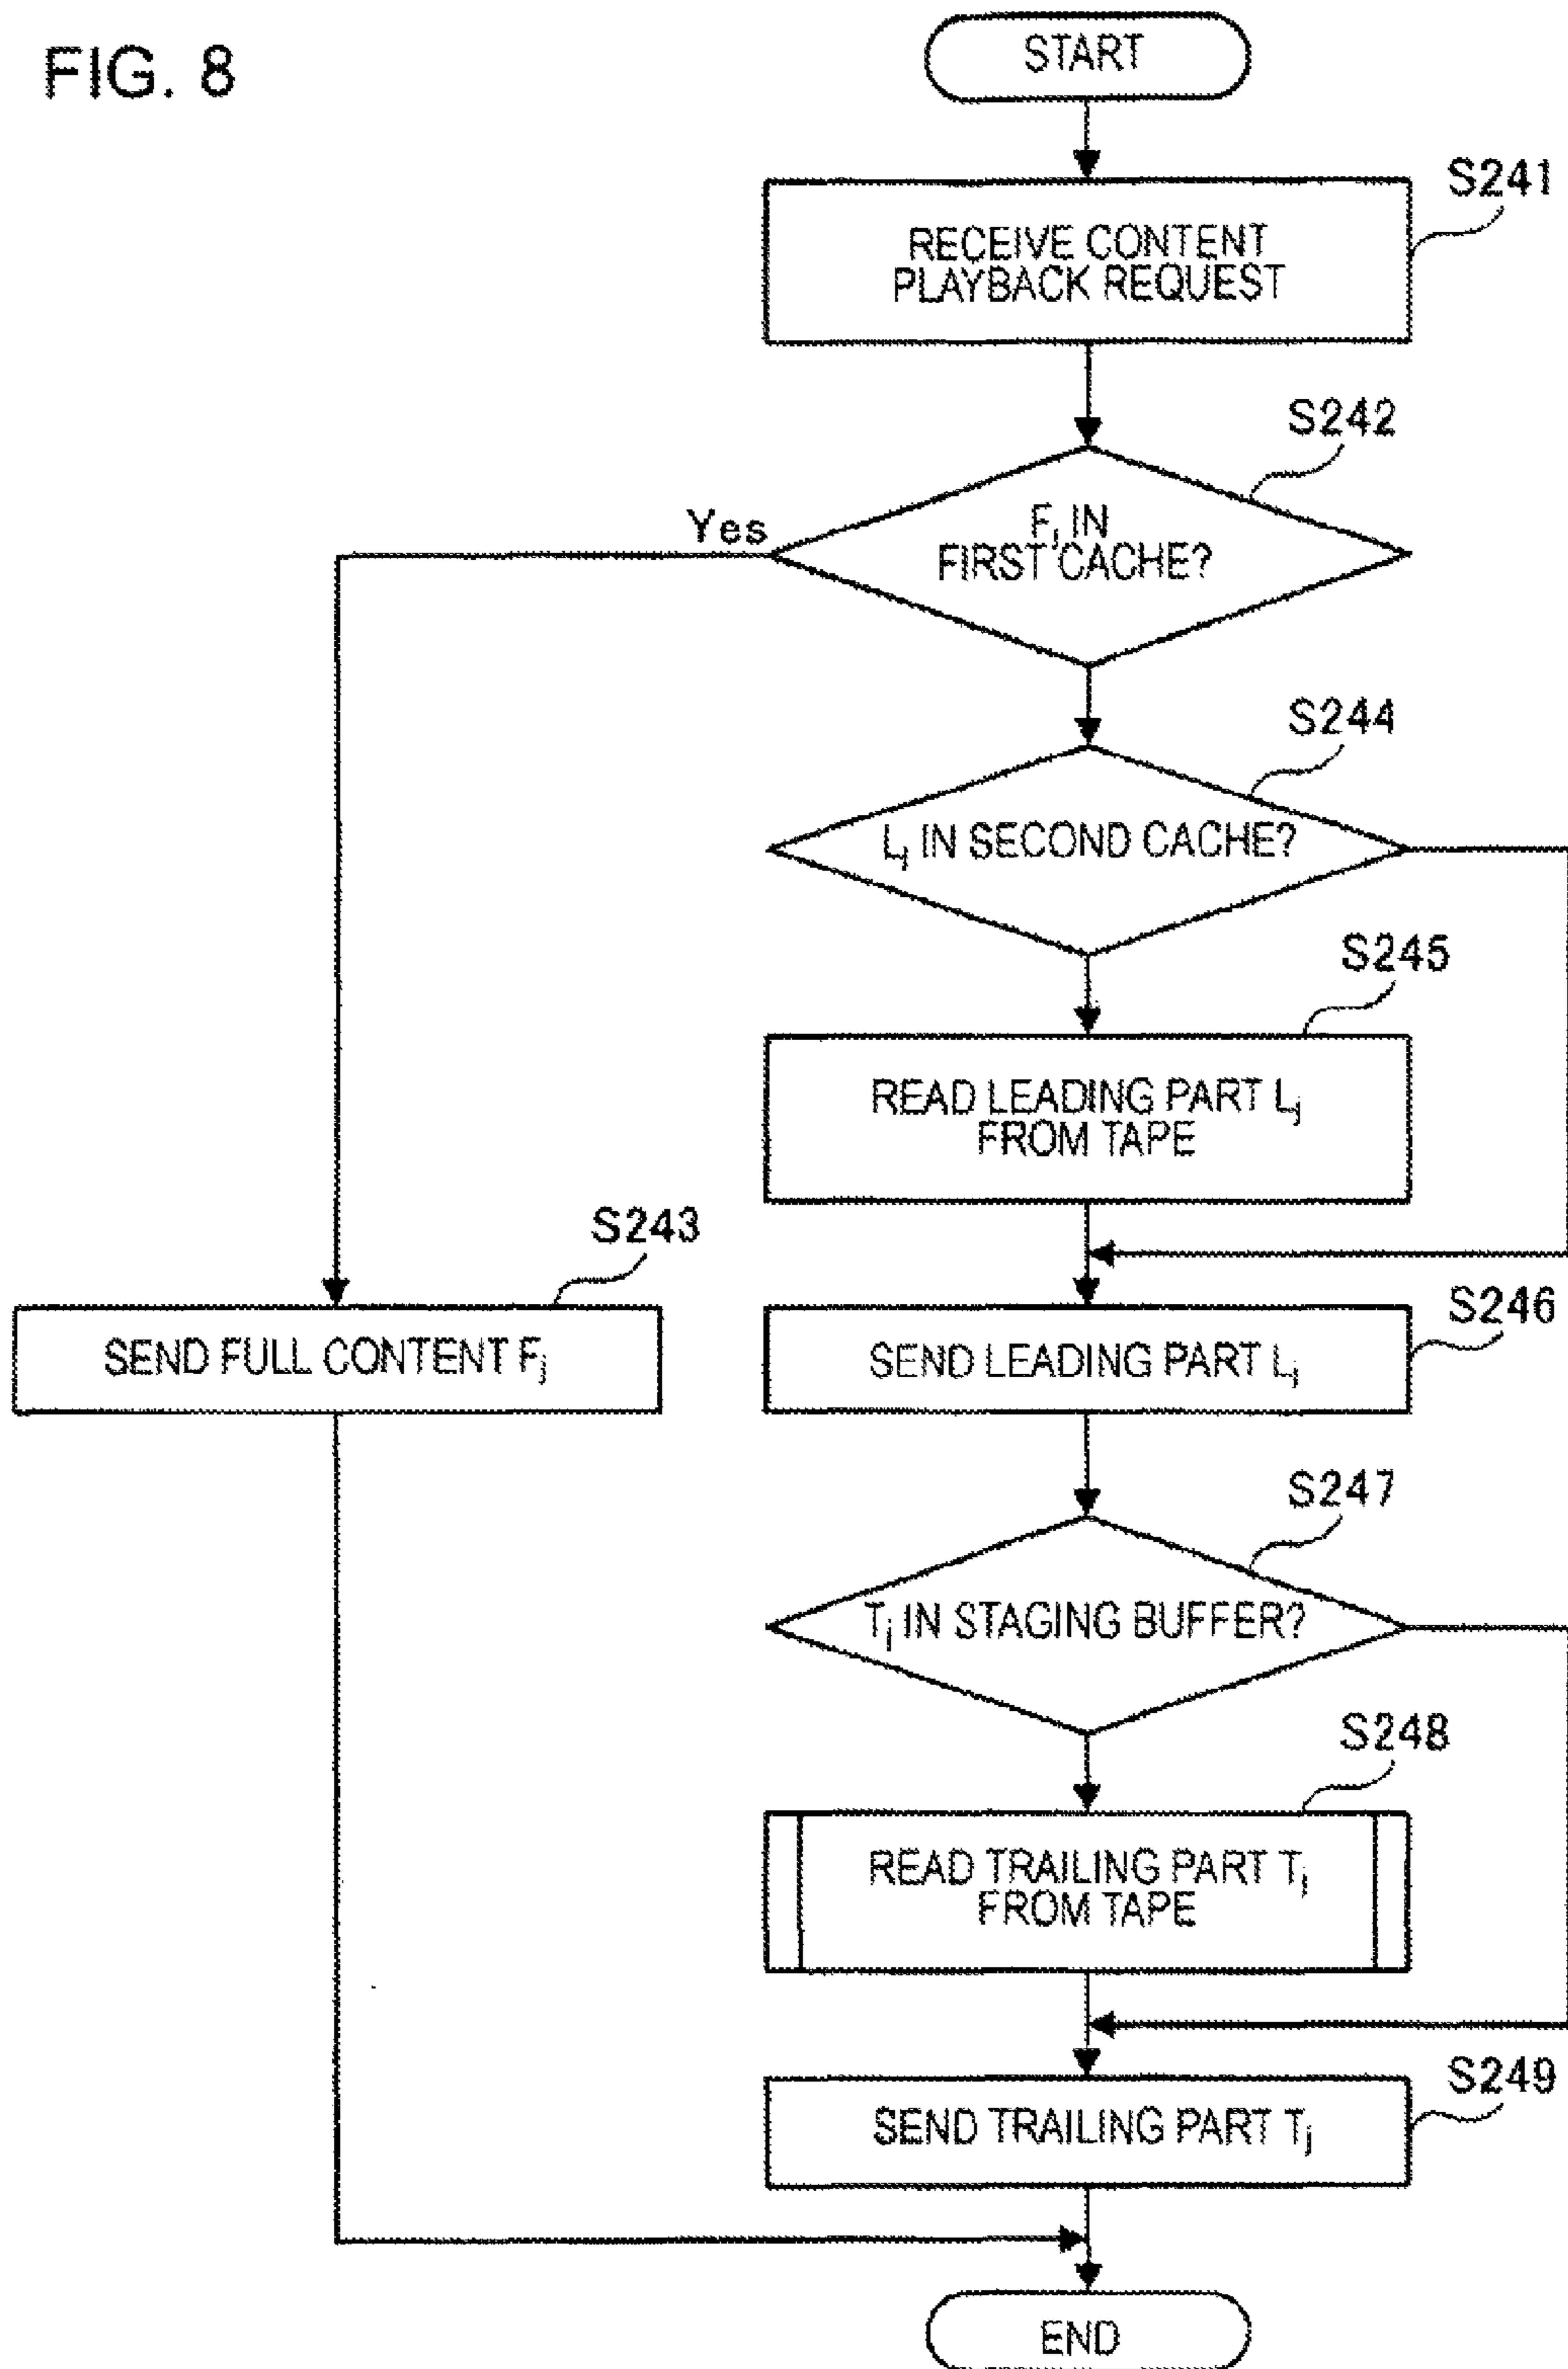 FIG. 8
START
S241
RECEIVE CONTENT
PLAYBACK REQUEST
S242
Yes
Fj IN
FIRST CACHE?
S244
Lj IN SECOND CACHE?
S245
READ LEADING PART Lj
FROM TAPE
S243
SEND FULL CONTENT Fj
S246
SEND LEADING PART Lj
S247
Tj IN STAGING BUFFER?
S248
READ TRAILING PART Tj
FROM TAPE
S249
SEND TRAILING PART Tj
END